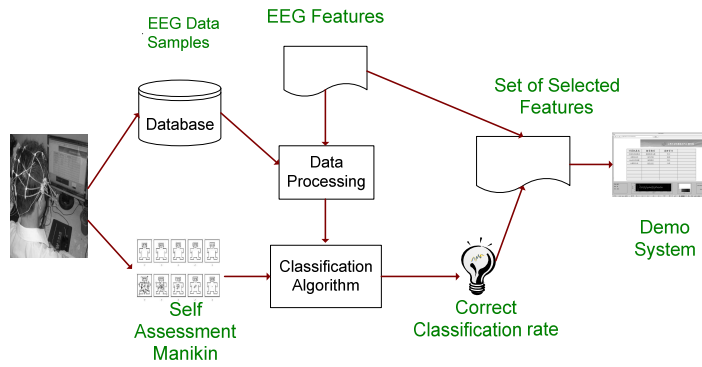 EEG Features
EEG Data
Samples
Set of Selected
Features
Database
Data
Processing
Demo
System
Classification
Algorithm
Self
Assessment
Manikin
Correct
Classification rate